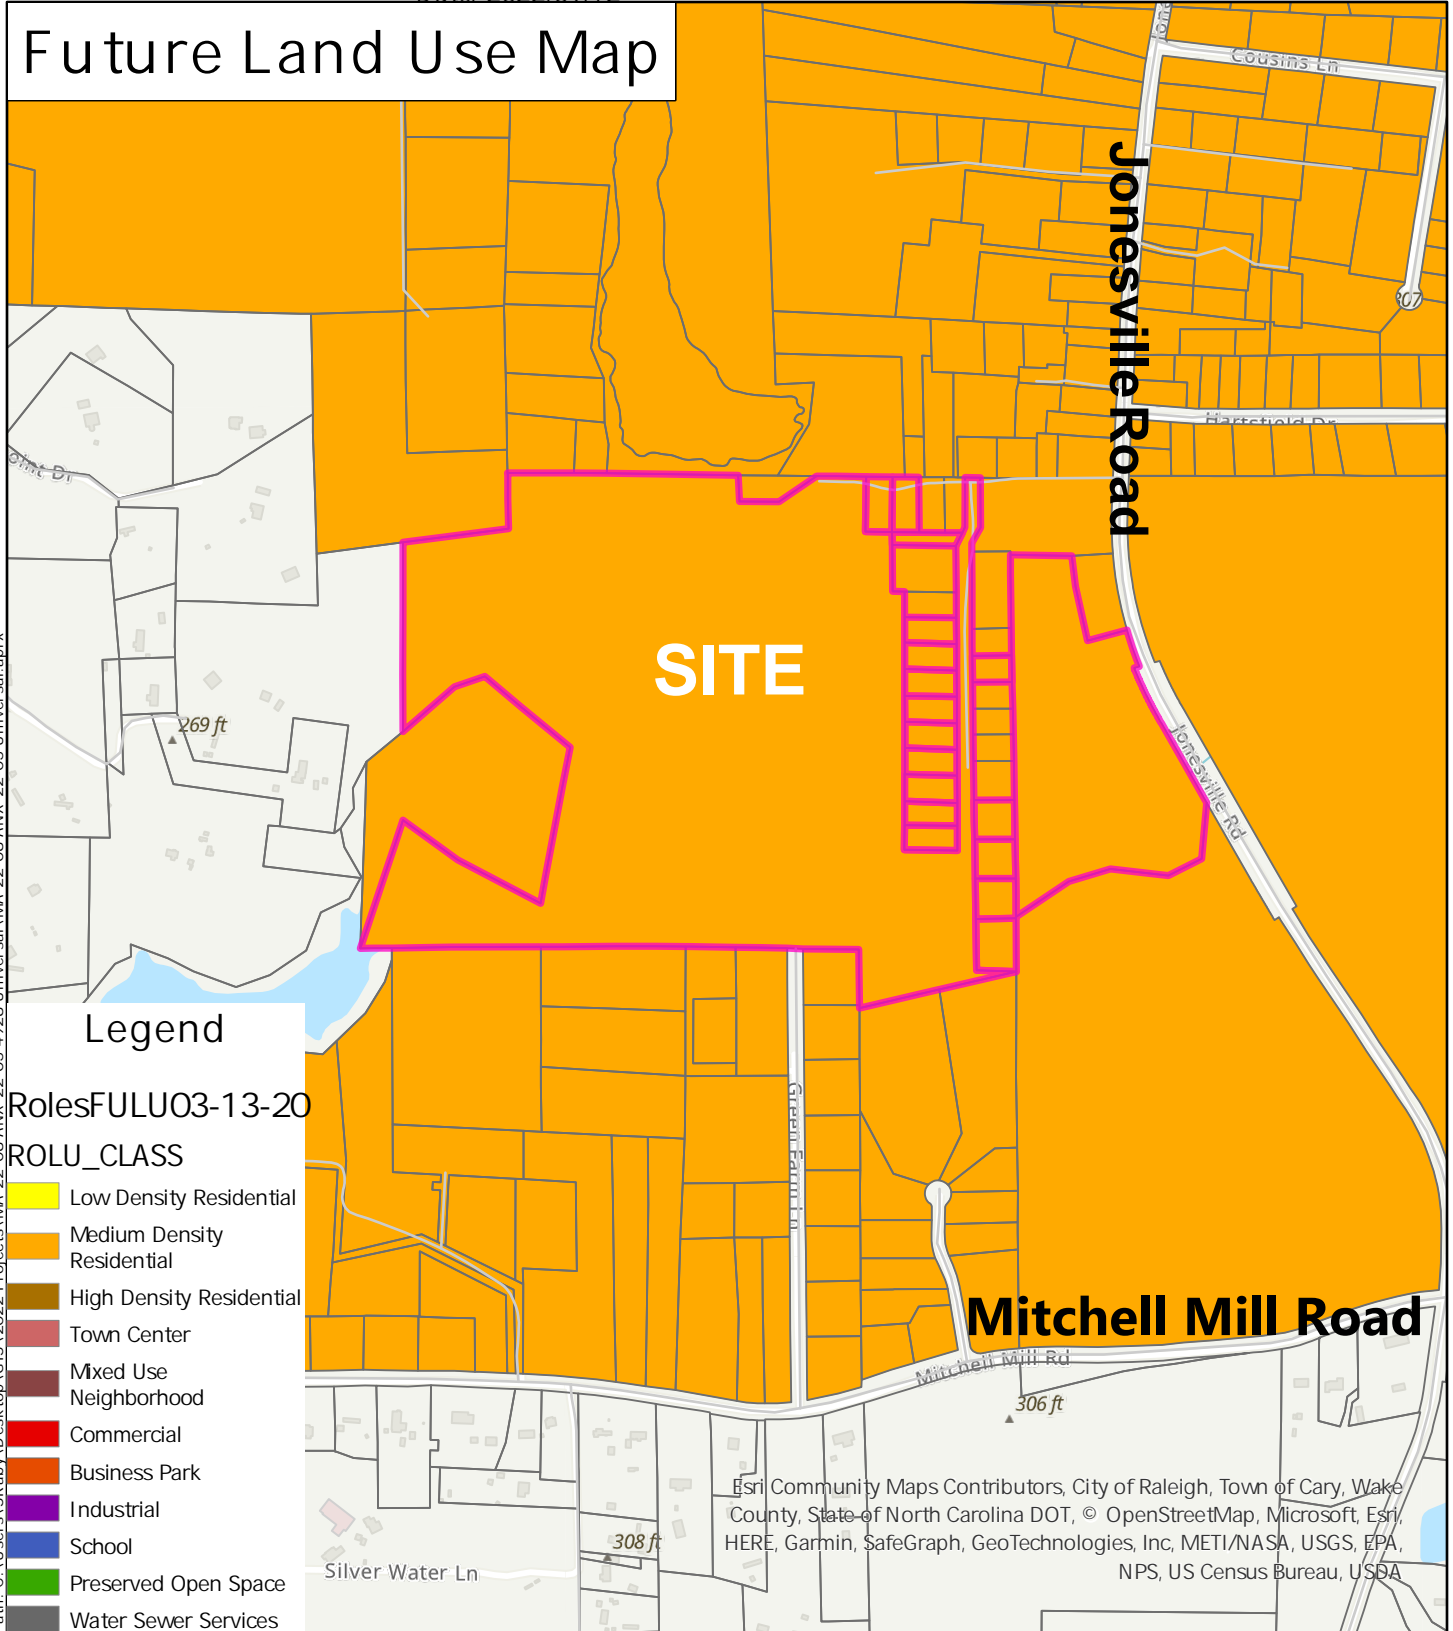 Future Land Use Map
Cousins Ln
Jonesville Road
307
Hartsfield Dr
oint Dr
SITE
269 ft
Jonesville Rd
Legend
RolesFULU03-13-20
ROLU_CLASS
Low Density Residential
Medium Density
Residential
High Density Residential
Town Center
Mixed Use
Neighborhood
Commercial
Business Park
Industrial
School
Preserved Open Space
Water Sewer Services
Green Farm Ln
Mitchell Mill Road
Mitchell Mill Rd
306 ft
308 ft
Silver Water Ln
Esri Community Maps Contributors, City of Raleigh, Town of Cary, Wake
County, State of North Carolina DOT, © OpenStreetMap, Microsoft, Esri,
HERE, Garmin, SafeGraph, GeoTechnologies, Inc, METI/NASA, USGS, EPA,
NPS, US Census Bureau, USDA